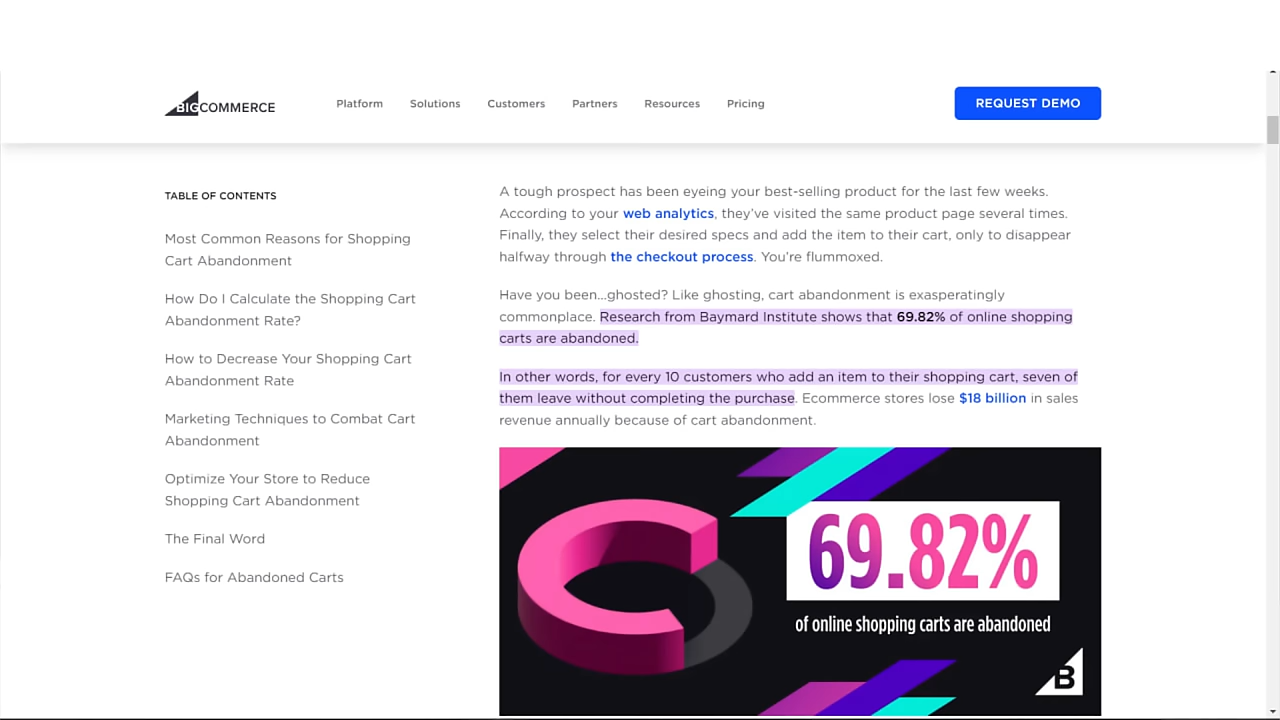 BIGCOMMERCE
Platform
Solutions
Customers
Partners
Resources
Pricing
REQUEST DEMO
TABLE OF CONTENTS
Most Common Reasons for Shopping
Cart Abandonment
How Do I Calculate the Shopping Cart
Abandonment Rate?
How to Decrease Your Shopping Cart
Abandonment Rate
Marketing Techniques to Combat Cart
Abandonment
Optimize Your Store to Reduce
Shopping Cart Abandonment
The Final Word
FAQs for Abandoned Carts
A tough prospect has been eyeing your best-selling product for the last few weeks.
According to your web analytics, they’ve visited the same product page several times.
Finally, they select their desired specs and add the item to their cart, only to disappear
halfway through the checkout process. You’re flummoxed.
Have you been…ghosted? Like ghosting, cart abandonment is exasperatingly
commonplace. Research from Baymard Institute shows that 69.82% of online shopping
carts are abandoned.
In other words, for every 10 customers who add an item to their shopping cart, seven of
them leave without completing the purchase. Ecommerce stores lose $18 billion in sales
revenue annually because of cart abandonment.
69.82%
of online shopping carts are abandoned
B